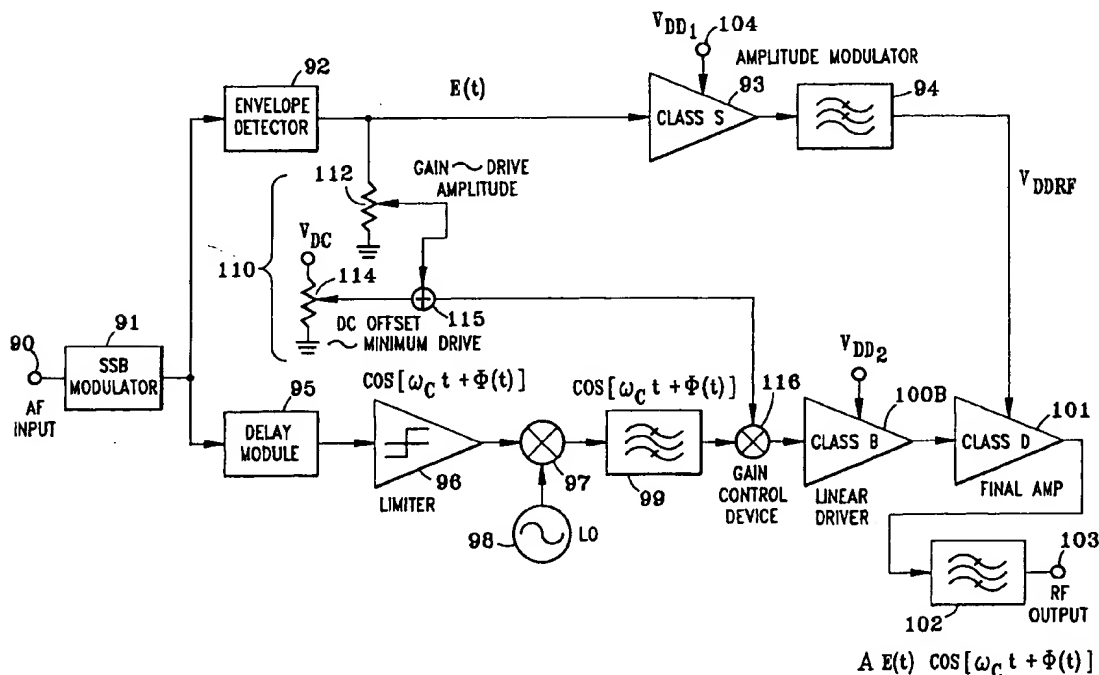 V_DD1
104
AMPLITUDE MODULATOR
92
E(t)
93
94
ENVELOPE
DETECTOR
CLASS S
112
GAIN ∼ DRIVE
AMPLITUDE
V_DDRF
V_DC
110
114
115
DC OFFSET
∼ MINIMUM DRIVE
V_DD2
90
91
SSB
MODULATOR
AF
INPUT
95
DELAY
MODULE
COS[ω_C t + Φ(t)]
96
LIMITER
97
98
LO
COS[ω_C t + Φ(t)]
99
116
GAIN
CONTROL
DEVICE
100B
CLASS B
LINEAR
DRIVER
101
CLASS D
FINAL AMP
102
103
RF
OUTPUT
A E(t) COS[ω_C t + Φ(t)]